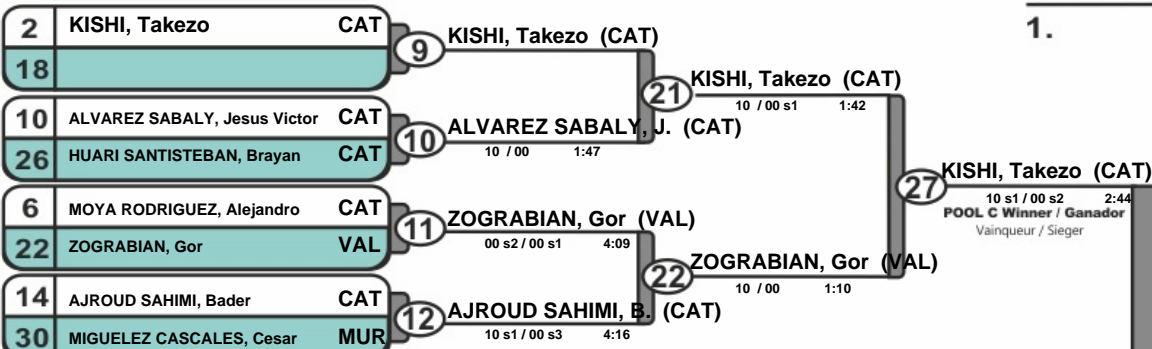 1.
2 KISHI, Takezo CAT
18
9 KISHI, Takezo (CAT)
10 ALVAREZ SABALY, Jesus Victor CAT
26 HUARI SANTISTEBAN, Brayan CAT
10 ALVAREZ SABALY, J. (CAT)
10 / 00 1:47
21 KISHI, Takezo (CAT)
10 / 00 s1 1:42
6 MOYA RODRIGUEZ, Alejandro CAT
22 ZOGRABIAN, Gor VAL
11 ZOGRABIAN, Gor (VAL)
00 s2 / 00 s1 4:09
14 AJROUD SAHIMI, Bader CAT
30 MIGUELEZ CASCALES, Cesar MUR
12 AJROUD SAHIMI, B. (CAT)
10 s1 / 00 s3 4:16
22 ZOGRABIAN, Gor (VAL)
10 / 00 1:10
27 KISHI, Takezo (CAT)
10 s1 / 00 s2 2:44
POOL C Winner / Ganador
Vainqueur / Sieger